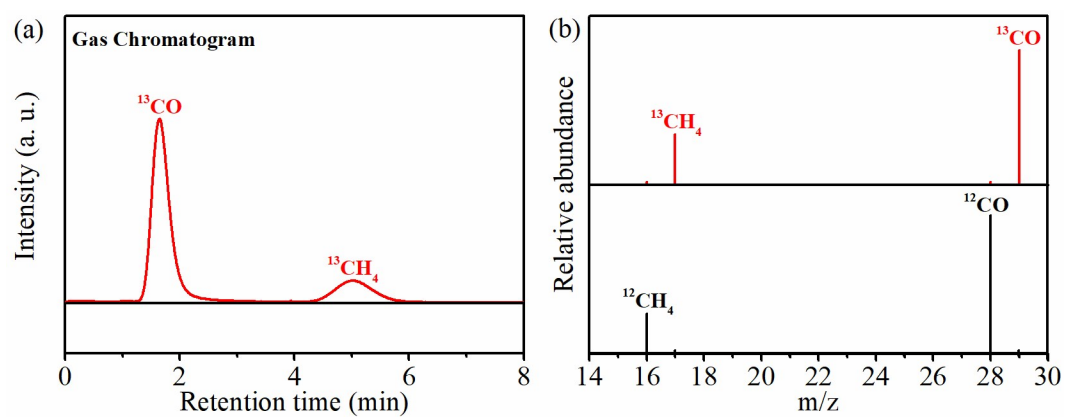 (a)
Gas Chromatogram
¹³CO
¹³CH₄
Intensity (a. u.)
0 2 4 6 8
Retention time (min)
(b)
¹³CO
¹³CH₄
¹²CO
¹²CH₄
Relative abundance
14 16 18 20 22 24 26 28 30
m/z